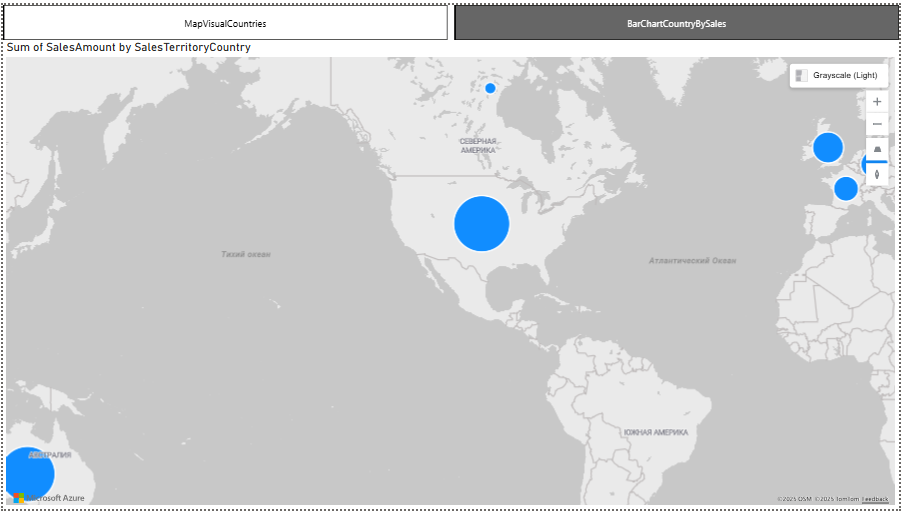 MapVisualCountries
BarChartCountryBySales
Sum of SalesAmount by SalesTerritoryCountry
Grayscale (Light)
СЕВЕРНАЯ
АМЕРИКА
Тихий океан
Атлантический Океан
ЮЖНАЯ АМЕРИКА
АВСТРАЛИЯ
Microsoft Azure
©2025 OSM ©2025 TomTom Feedback